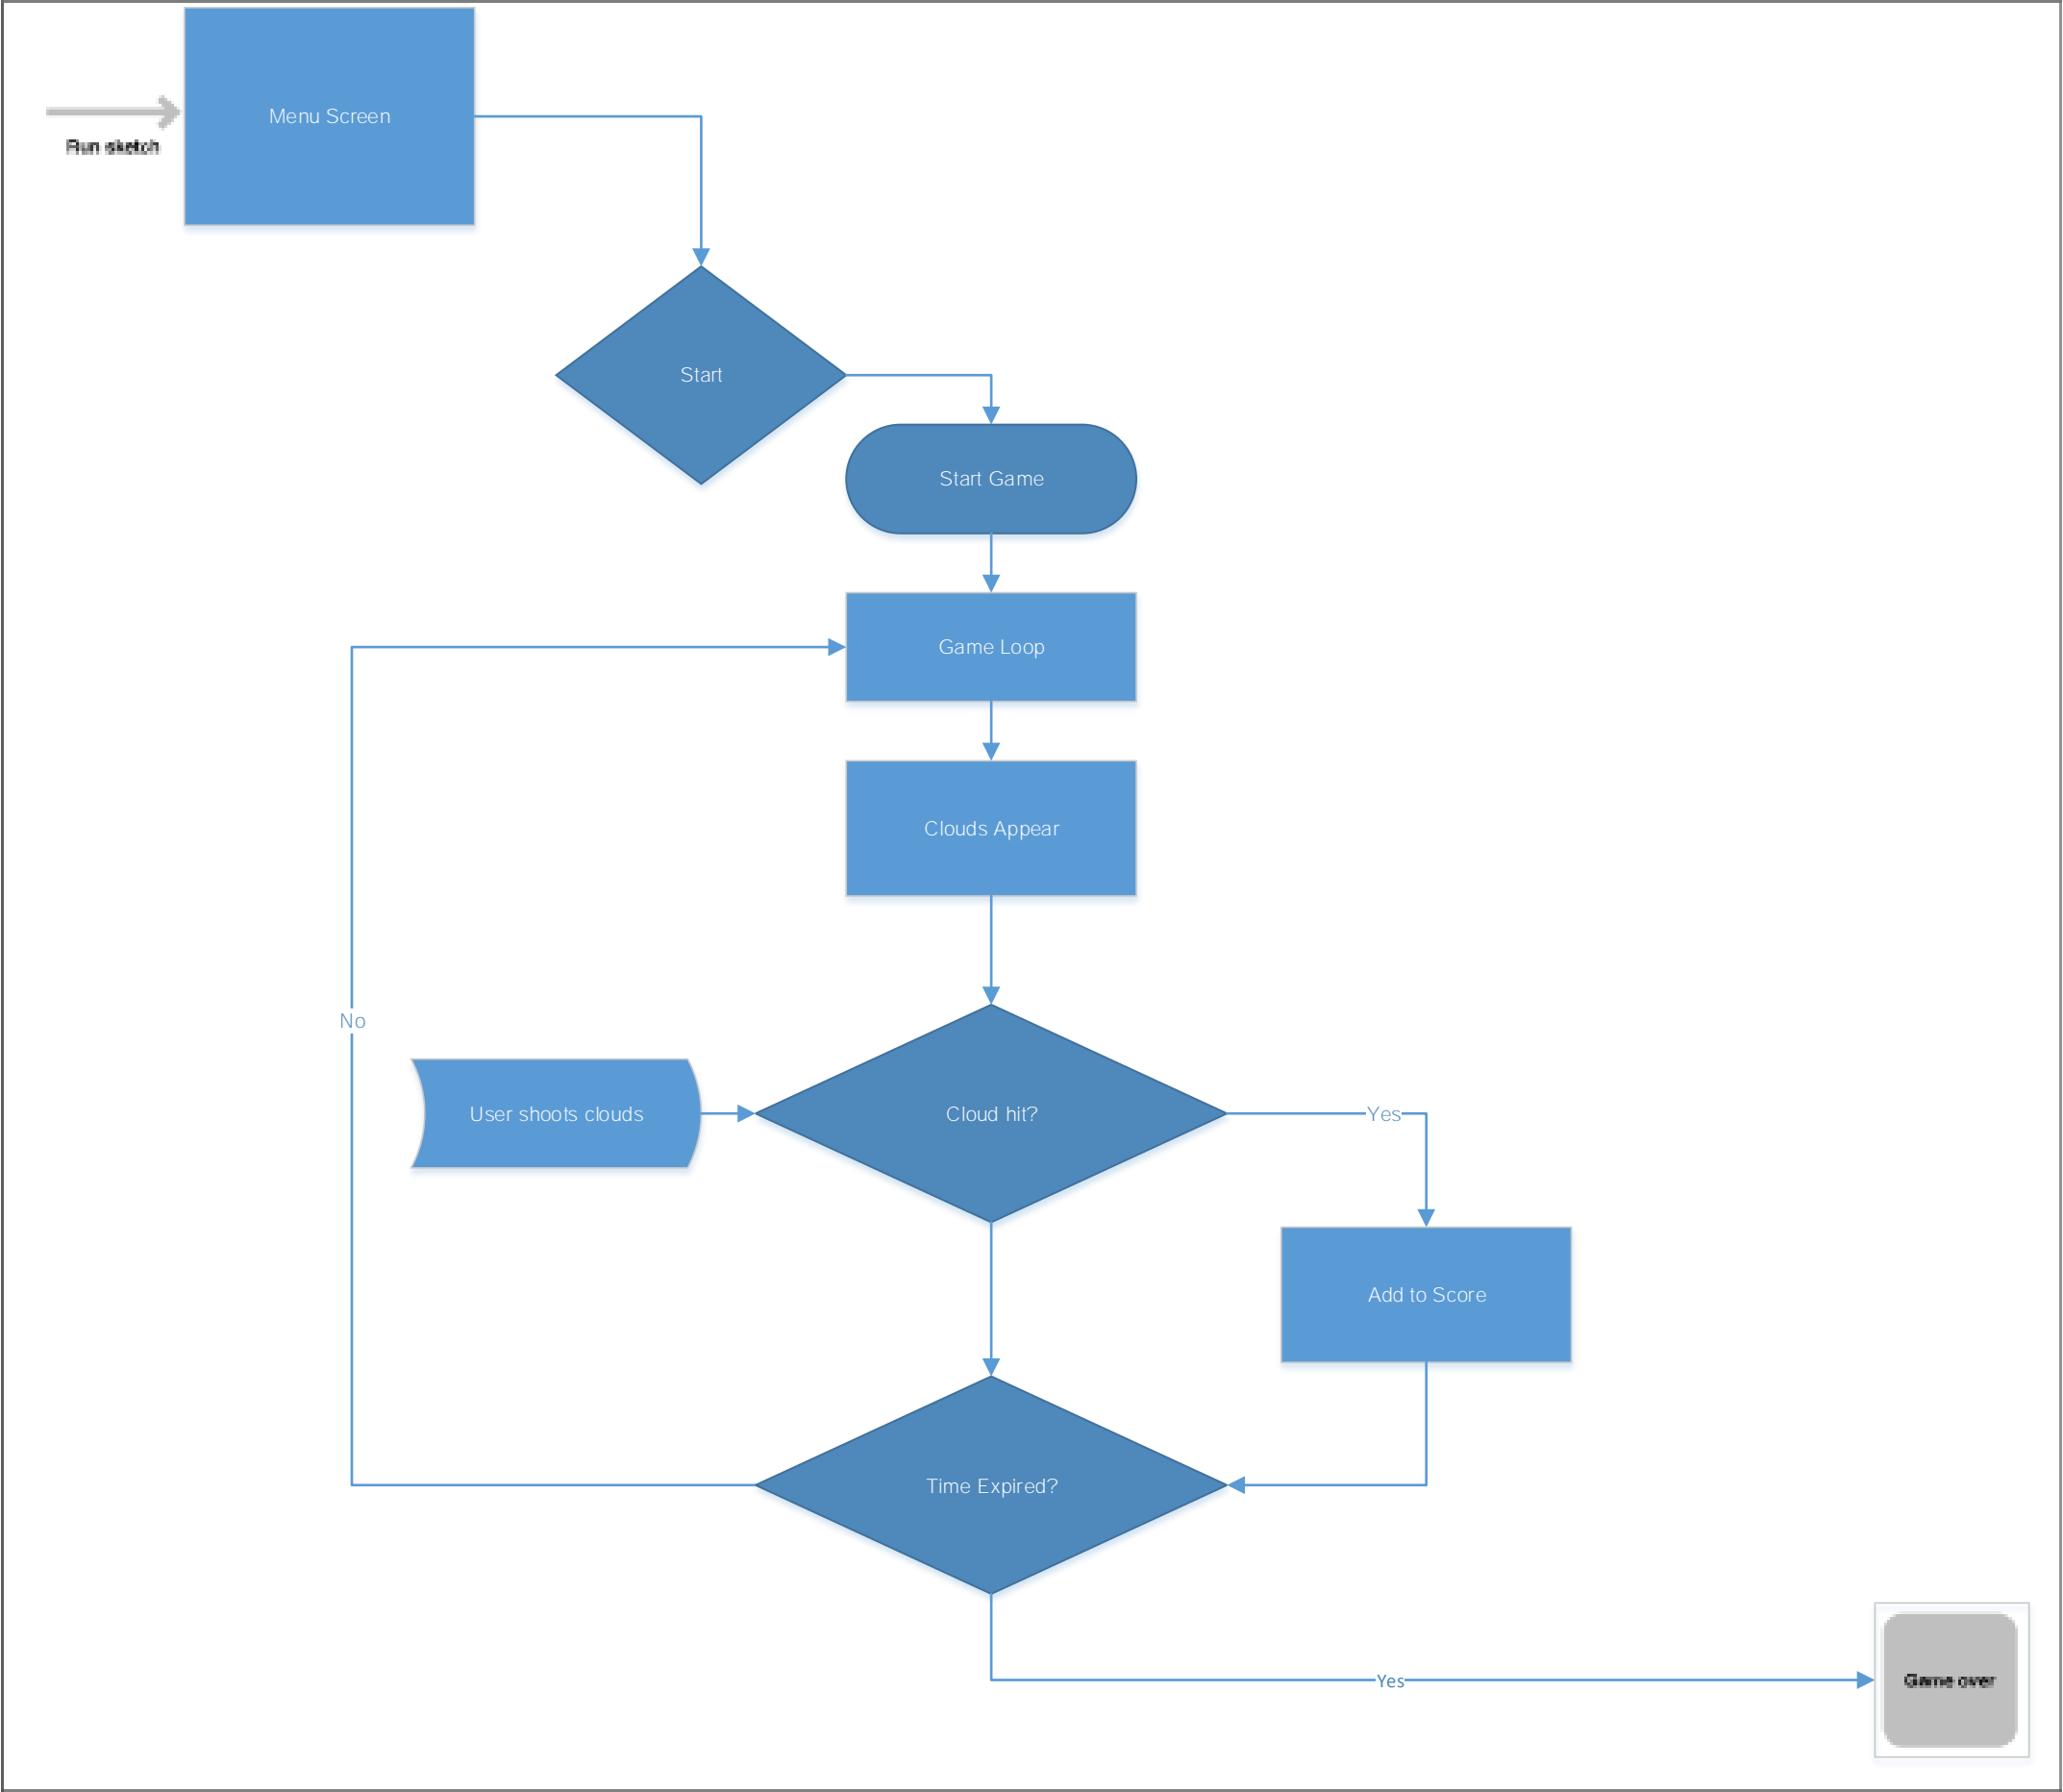 Menu Screen
Run sketch
Start
Start Game
Game Loop
Clouds Appear
No
User shoots clouds
Cloud hit?
Yes
Add to Score
Time Expired?
Yes
Game over